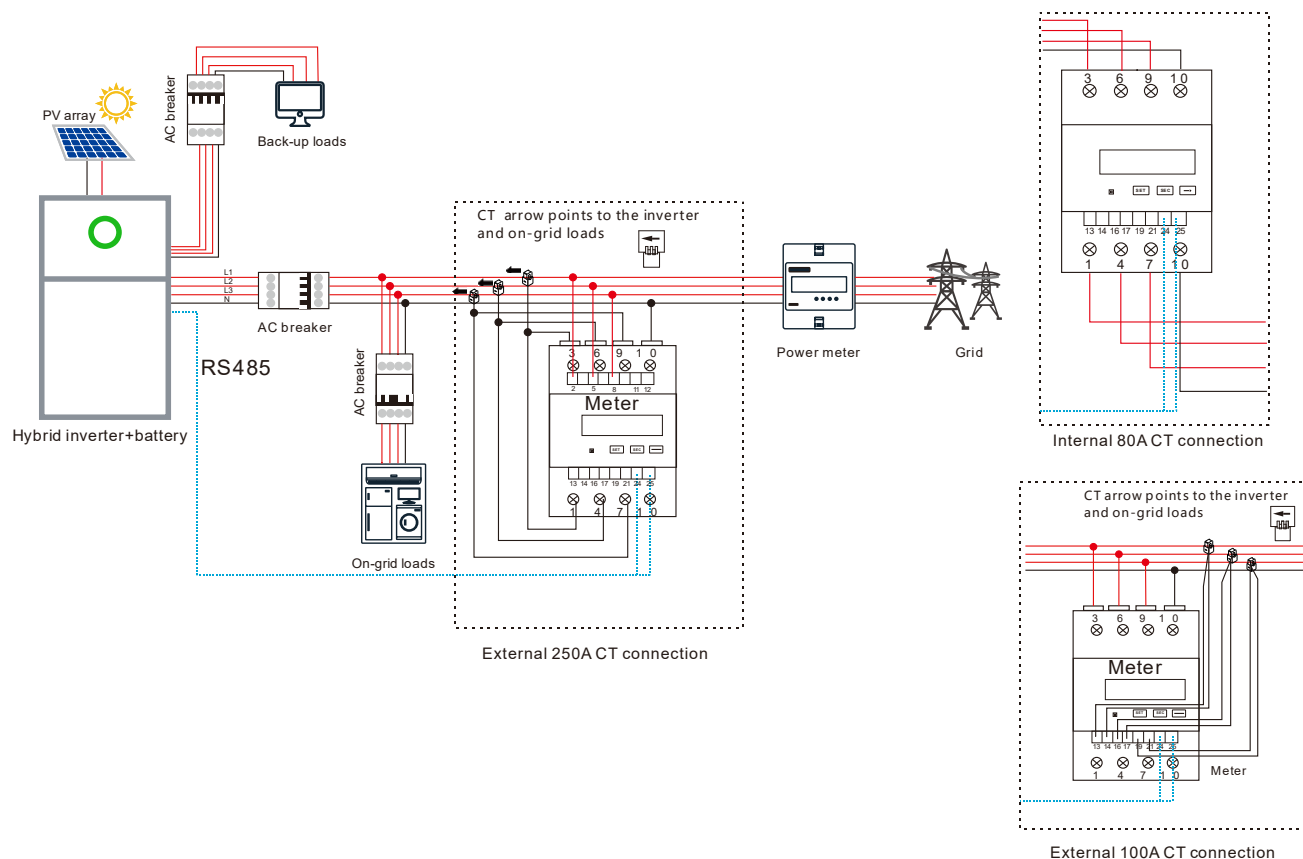 PV array
AC breaker
Back-up loads
Hybrid inverter+battery
L1
L2
L3
N
RS485
AC breaker
AC breaker
On-grid loads
CT arrow points to the inverter
and on-grid loads
3 6 9 1 0
2 5 8 11 12
Meter
SET SEC
13 14 16 17 19 21 24 25
1 4 7 1 0
External 250A CT connection
Power meter
Grid
3 6 9 1 0
SET SEC
13 14 16 17 19 21 24 25
1 4 7 1 0
Internal 80A CT connection
CT arrow points to the inverter
and on-grid loads
3 6 9 1 0
Meter
SET SEC
13 14 16 17 19 21 24 25
1 4 7 1 0
Meter
External 100A CT connection